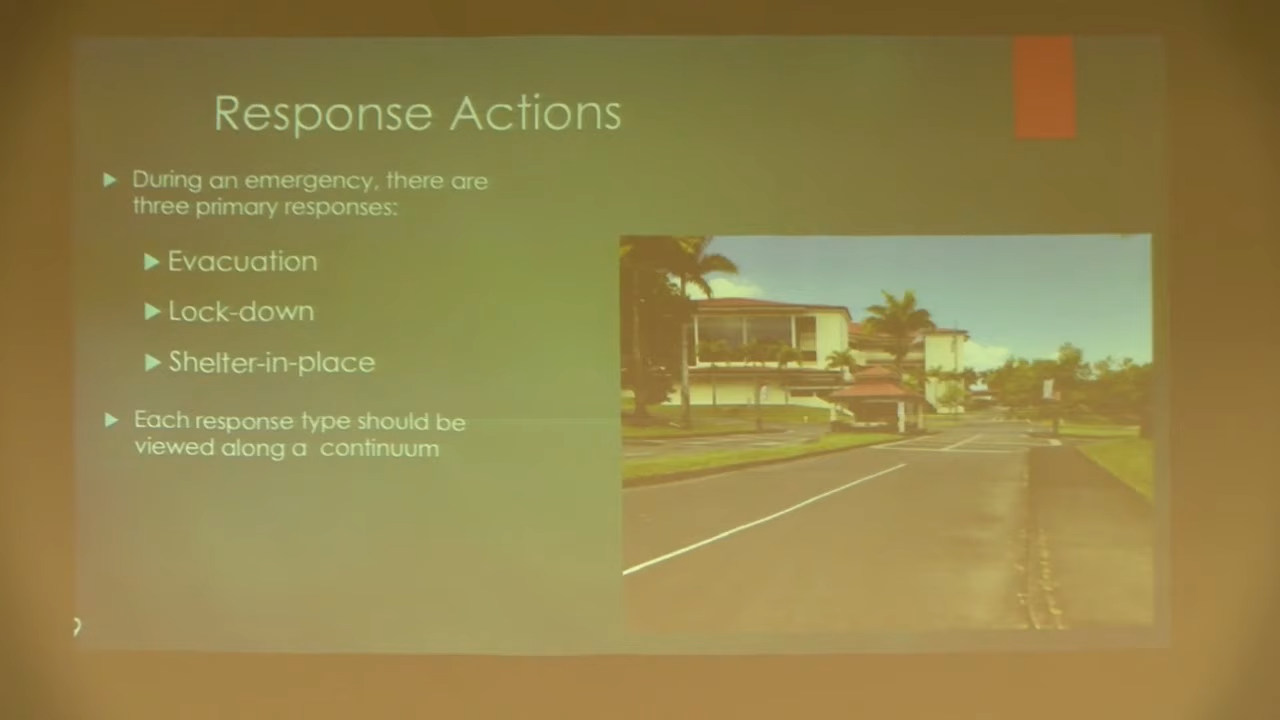 Response Actions
During an emergency, there are
three primary responses:
Evacuation
Lock-down
Shelter-in-place
Each response type should be
viewed along a continuum